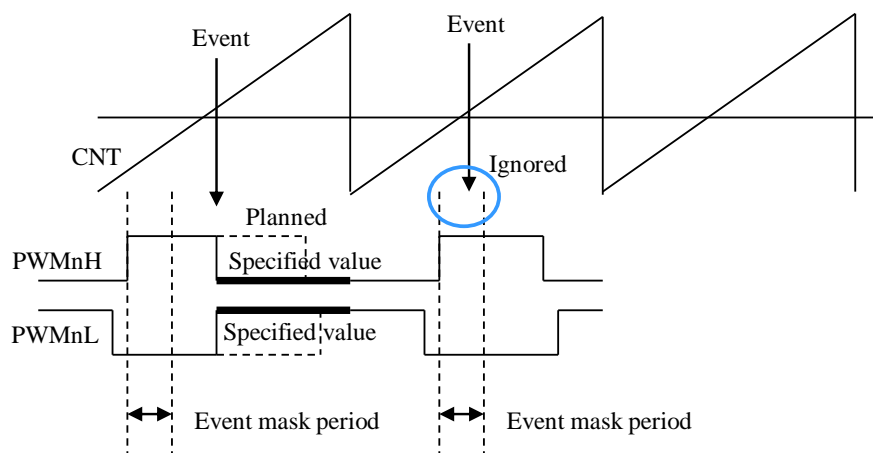 Event
Event
CNT
Ignored
Planned
PWMnH
Specified value
PWMnL
Specified value
Event mask period
Event mask period